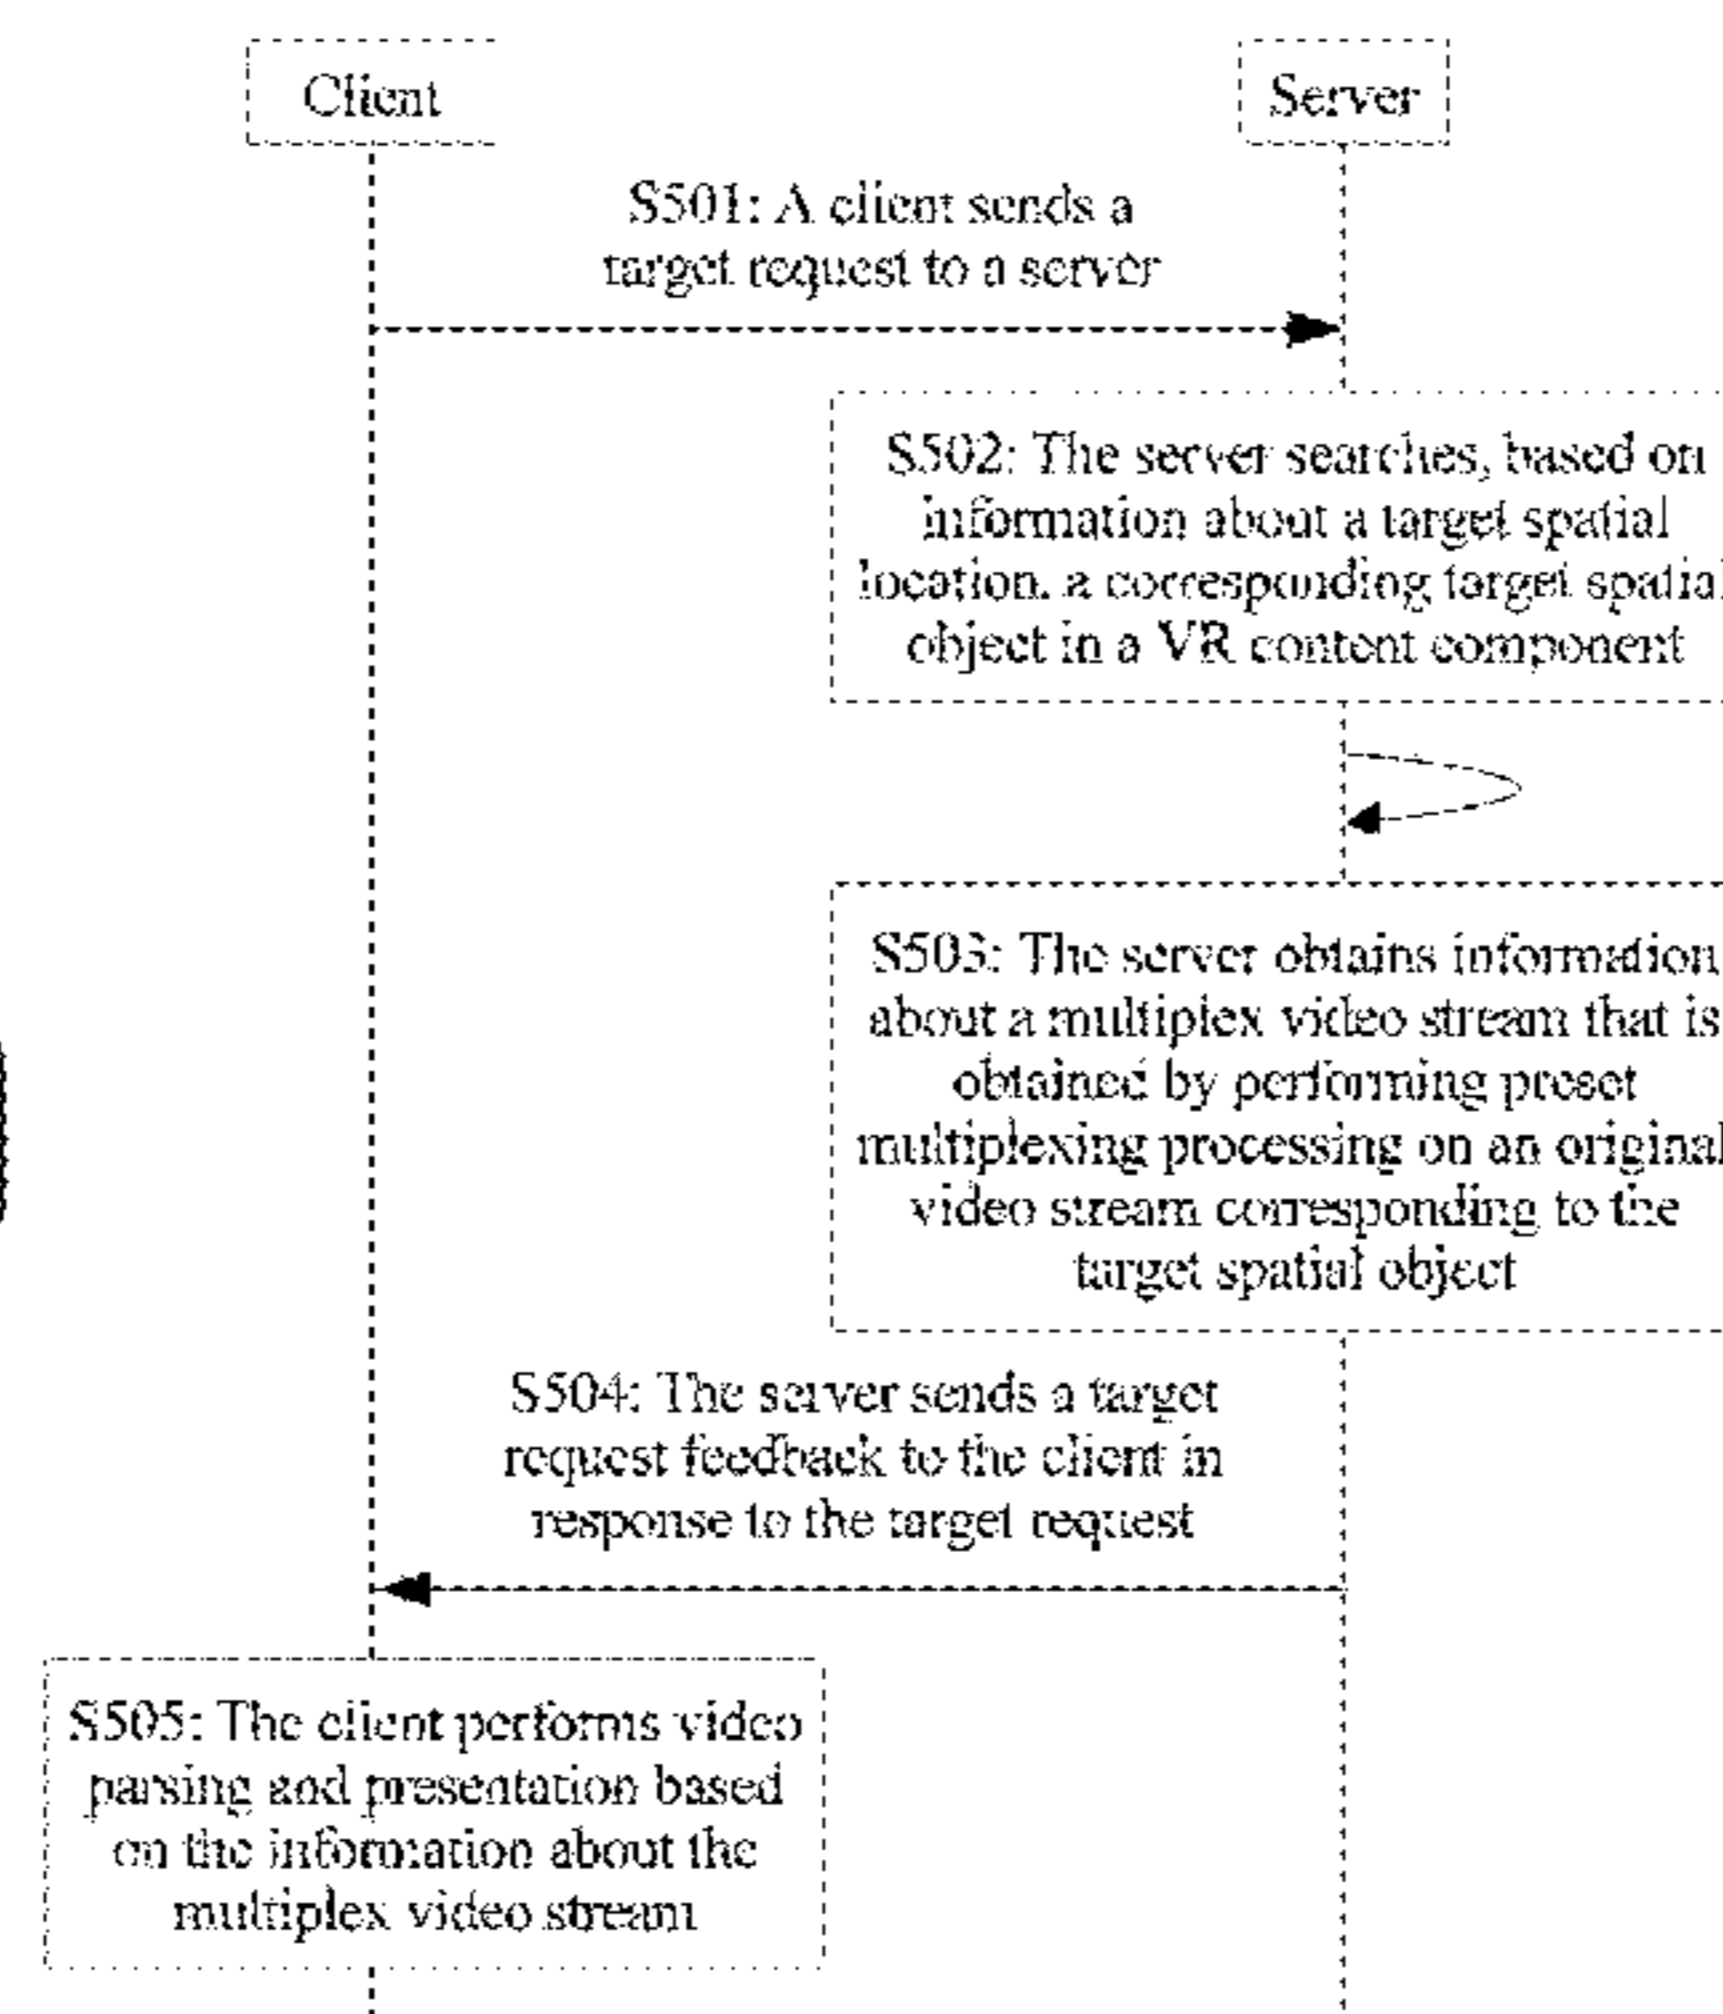 Client
Server
S501: A client sends a
target request to a server
S502: The server searches, based on
information about a target spatial
location, a corresponding target spatial
object in a VR content component
S503: The server obtains information
about a multiplex video stream that is
obtained by performing preset
multiplexing processing on an original
video stream corresponding to the
target spatial object
S504: The server sends a target
request feedback to the client in
response to the target request
S505: The client performs video
parsing and presentation based
on the information about the
multiplex video stream